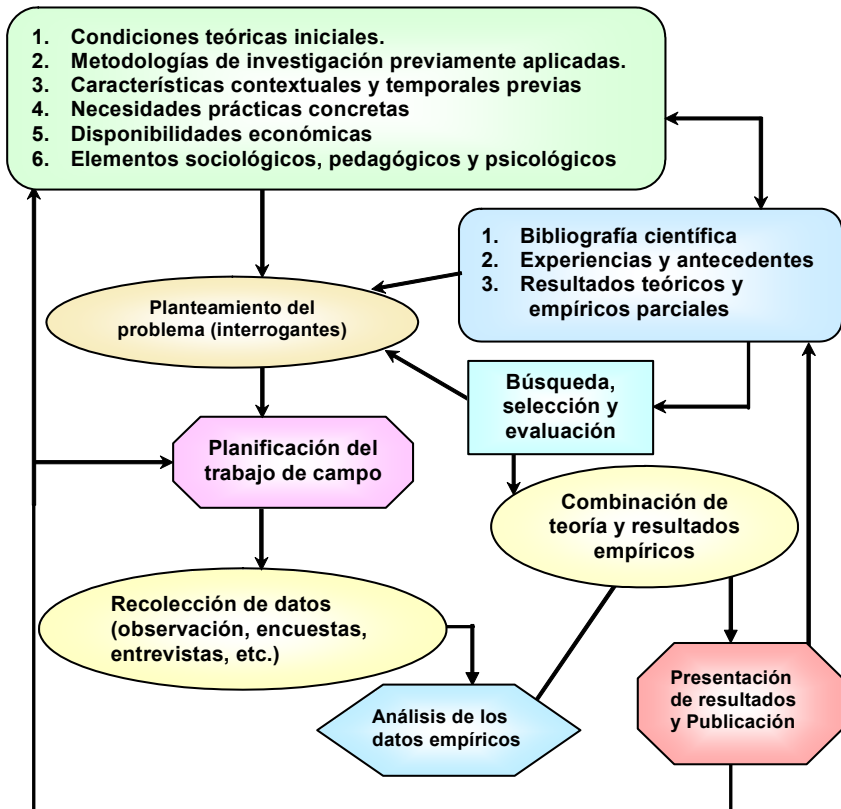 1. Condiciones teóricas iniciales.
2. Metodologías de investigación previamente aplicadas.
3. Características contextuales y temporales previas
4. Necesidades prácticas concretas
5. Disponibilidades económicas
6. Elementos sociológicos, pedagógicos y psicológicos
1. Bibliografía científica
2. Experiencias y antecedentes
3. Resultados teóricos y
empíricos parciales
Planteamiento del
problema (interrogantes)
Búsqueda,
selección y
evaluación
Planificación del
trabajo de campo
Combinación de
teoría y resultados
empíricos
Recolección de datos
(observación, encuestas,
entrevistas, etc.)
Análisis de los
datos empíricos
Presentación
de resultados
y Publicación